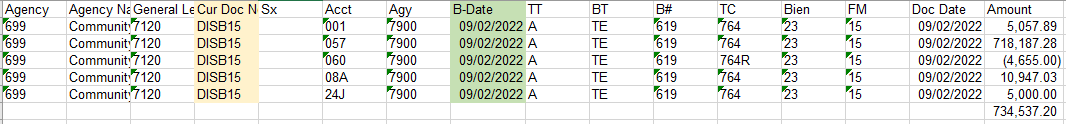 Agency Agency Na General Le Cur Doc N Sx Acct Agy B-Date TT BT B# TC Bien FM Doc Date Amount
699 Community 7120 DISB15 001 7900 09/02/2022 A TE 619 764 23 15 09/02/2022 5,057.89
699 Community 7120 DISB15 057 7900 09/02/2022 A TE 619 764 23 15 09/02/2022 718,187.28
699 Community 7120 DISB15 060 7900 09/02/2022 A TE 619 764R 23 15 09/02/2022 (4,655.00)
699 Community 7120 DISB15 08A 7900 09/02/2022 A TE 619 764 23 15 09/02/2022 10,947.03
699 Community 7120 DISB15 24J 7900 09/02/2022 A TE 619 764 23 15 09/02/2022 5,000.00
734,537.20